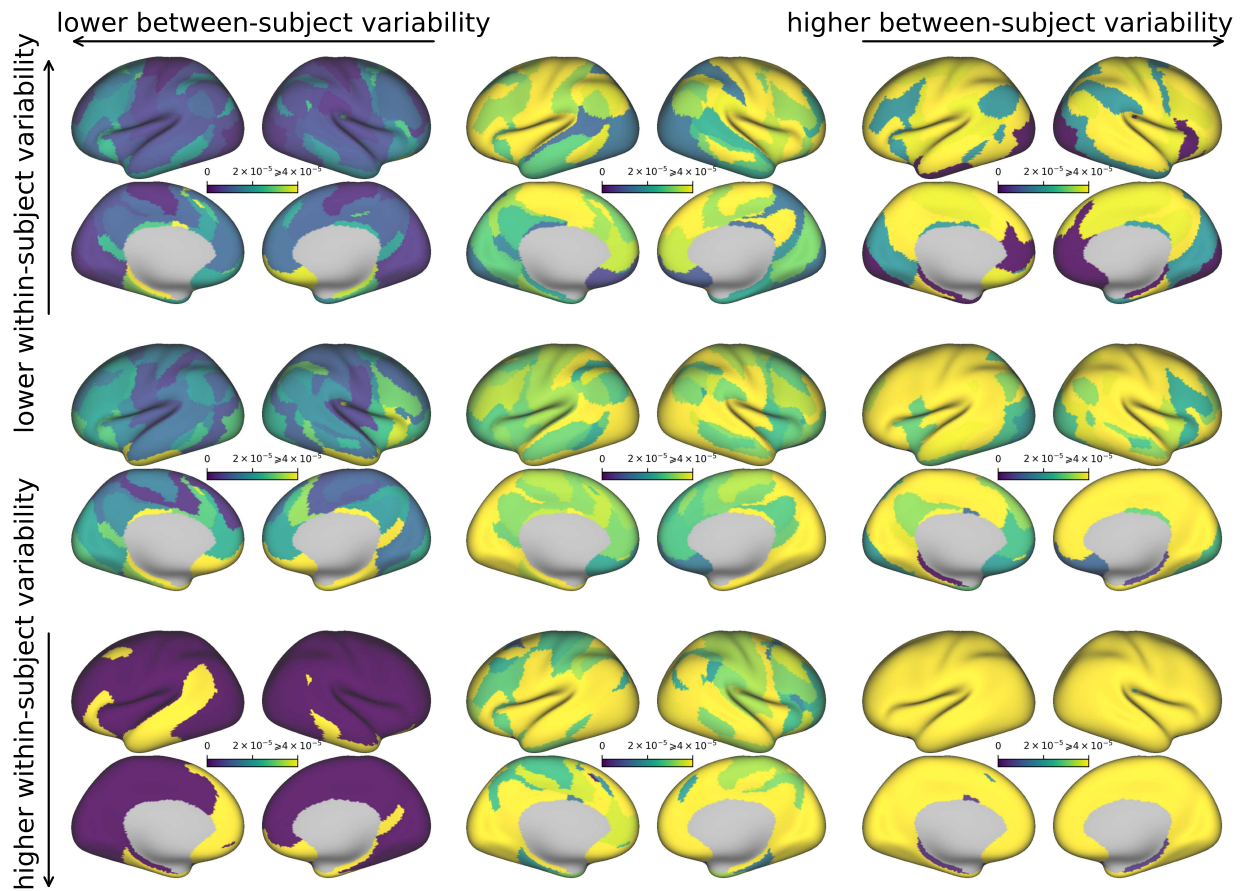 lower between-subject variability
higher between-subject variability
lower within-subject variability
0 2 × 10⁻⁵ ⩾4 × 10⁻⁵
0 2 × 10⁻⁵ ⩾4 × 10⁻⁵
0 2 × 10⁻⁵ ⩾4 × 10⁻⁵
0 2 × 10⁻⁵ ⩾4 × 10⁻⁵
0 2 × 10⁻⁵ ⩾4 × 10⁻⁵
0 2 × 10⁻⁵ ⩾4 × 10⁻⁵
higher within-subject variability
0 2 × 10⁻⁵ ⩾4 × 10⁻⁵
0 2 × 10⁻⁵ ⩾4 × 10⁻⁵
0 2 × 10⁻⁵ ⩾4 × 10⁻⁵